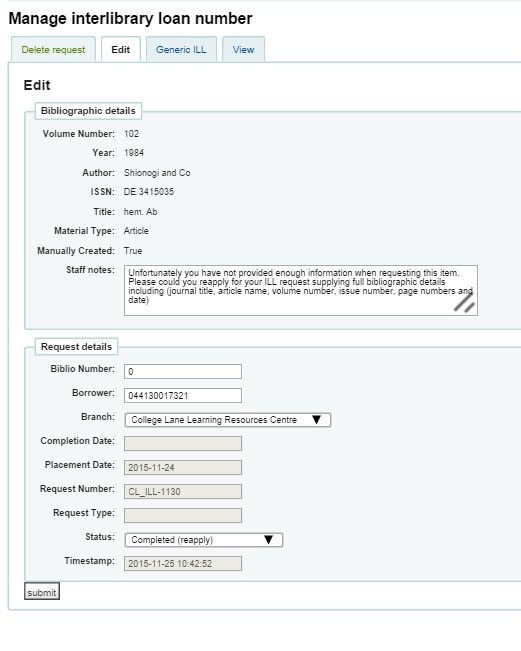 Manage interlibrary loan number
Delete request Edit Generic ILL View
Edit
Bibliographic details
Volume Number: 102
Year: 1984
Author: Shionogi and Co
ISSN: DE 3415035
Title: hem. Ab
Material Type: Article
Manually Created: True
Staff notes: Unfortunately you have not provided enough information when requesting this item.
Please could you reapply for your ILL request supplying full bibliographic details
including (journal title, article name, volume number, issue number, page numbers and
date)
Request details
Biblio Number: 0
Borrower: 044130017321
Branch: College Lane Learning Resources Centre
Completion Date:
Placement Date: 2015-11-24
Request Number: CL_ILL-1130
Request Type:
Status: Completed (reapply)
Timestamp: 2015-11-25 10:42:52
submit